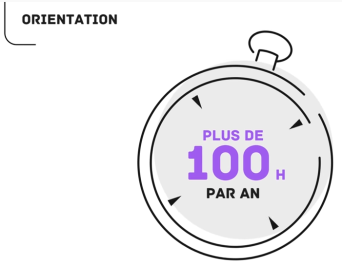 ORIENTATION
PLUS DE
100 H
PAR AN